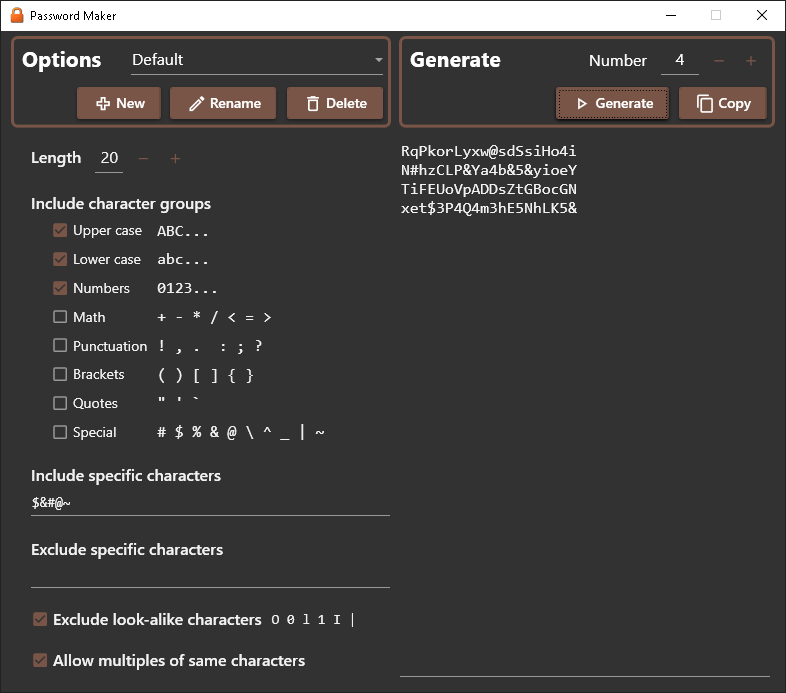 Password Maker
Options
Default
New
Rename
Delete
Generate
Number 4
Generate
Copy
Length 20
Include character groups
Upper case ABC...
Lower case abc...
Numbers 0123...
Math + - * / < = >
Punctuation ! , . : ; ?
Brackets ( ) [ ] { }
Quotes " ' `
Special # $ % & @ \ ^ _ | ~
Include specific characters
$&#@~
Exclude specific characters
Exclude look-alike characters O 0 l 1 I |
Allow multiples of same characters
RqPkorLyxw@sdSsiHo4i
N#hzCLP&Ya4b&5&yioeY
TiFEUoVpADDsZtGBocGN
xet$3P4Q4m3hE5NhLK5&